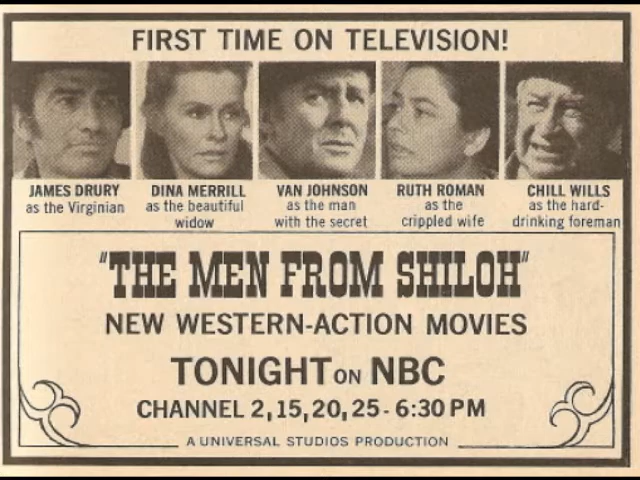 FIRST TIME ON TELEVISION!
JAMES DRURY
as the Virginian
DINA MERRILL
as the beautiful
widow
VAN JOHNSON
as the man
with the secret
RUTH ROMAN
as the
crippled wife
CHILL WILLS
as the hard-
drinking foreman
"THE MEN FROM SHILOH"
NEW WESTERN-ACTION MOVIES
TONIGHT ON NBC
CHANNEL 2,15,20,25-6:30 PM
A UNIVERSAL STUDIOS PRODUCTION